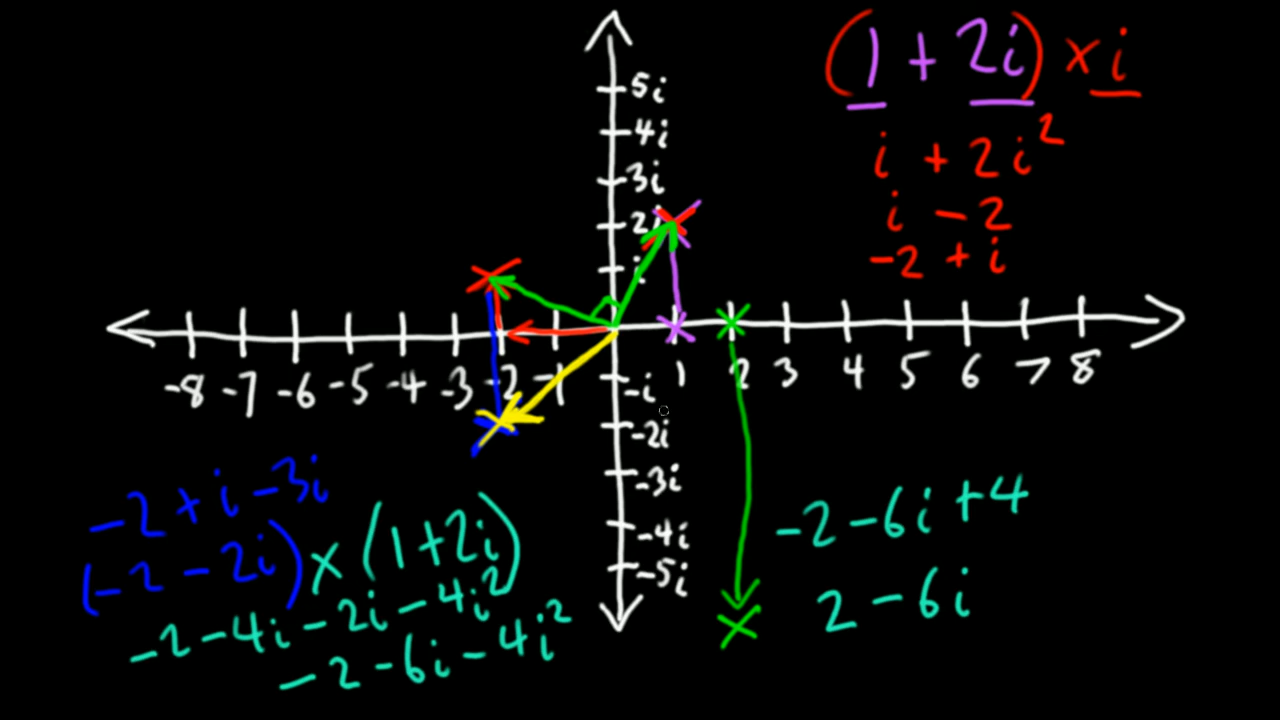 (1 + 2i) × i
i + 2i²
i - 2
-2 + i
5i
4i
3i
2i
i
-8 -7 -6 -5 -4 -3 -2 -1 1 2 3 4 5 6 7 8
-i
-2i
-3i
-4i
-5i
-2 + i - 3i
(-2 - 2i) × (1 + 2i)
-2 - 4i - 2i - 4i²
-2 - 6i - 4i²
-2 - 6i + 4
2 - 6i